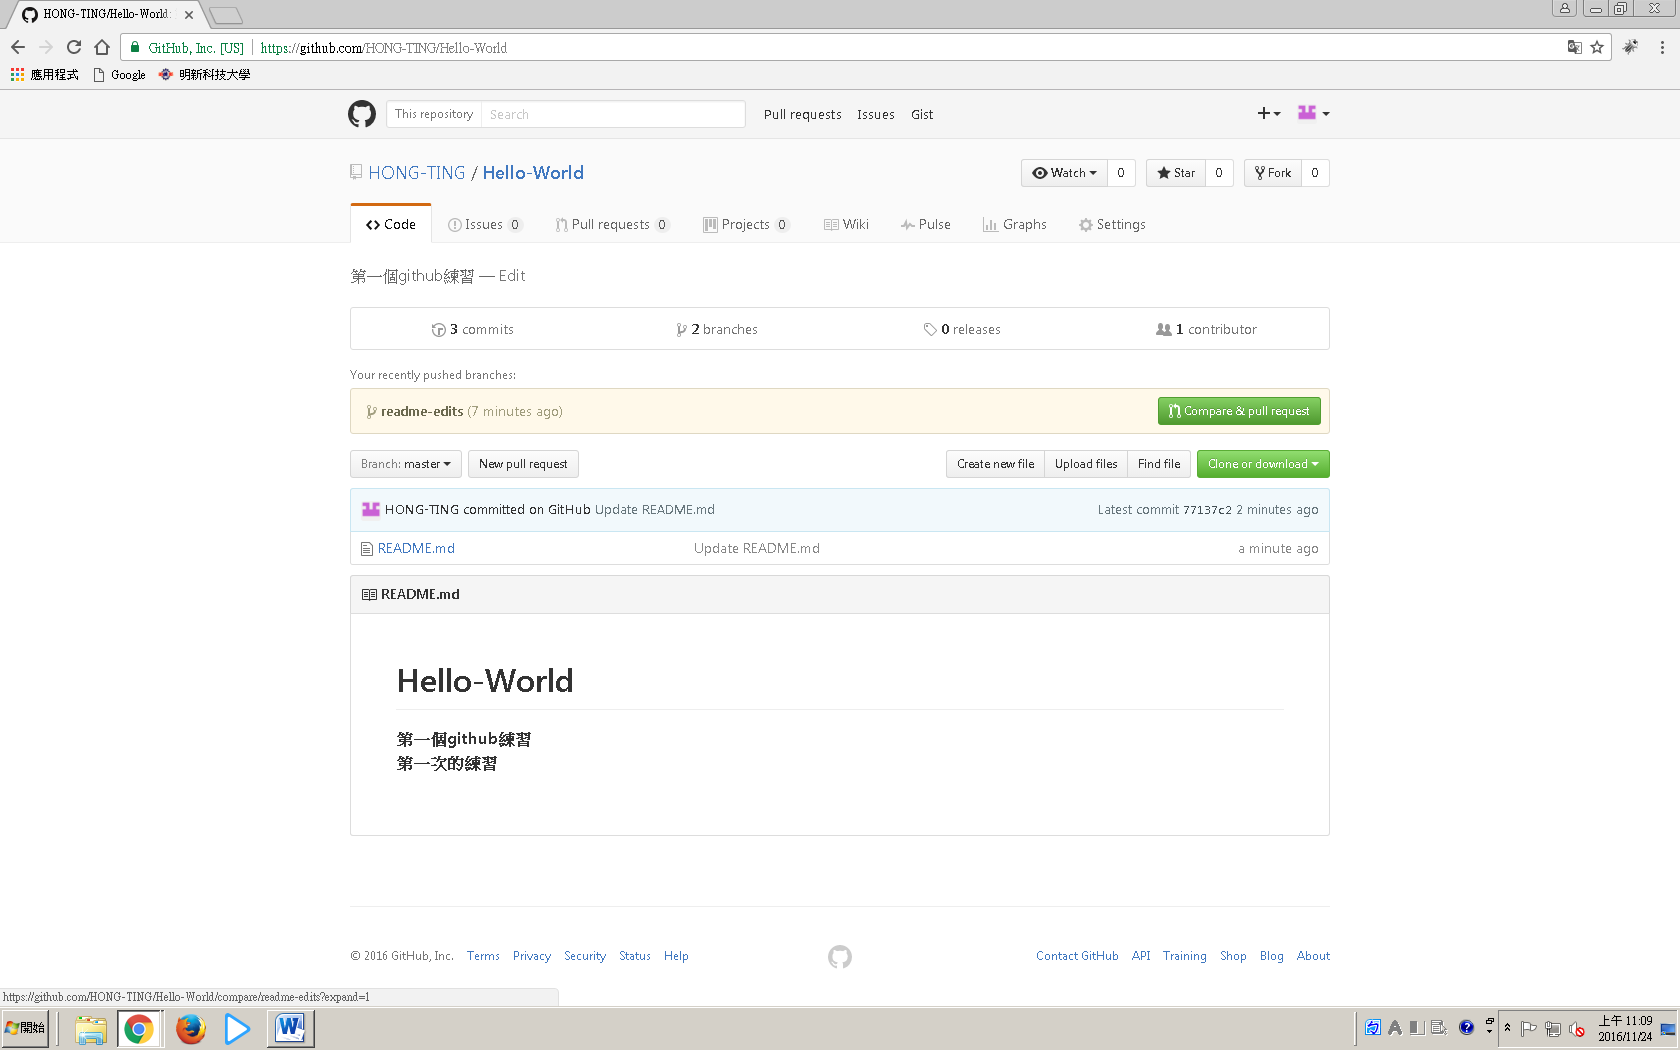 HONG-TING/Hello-World:
GitHub, Inc. [US] https://github.com/HONG-TING/Hello-World
應用程式 Google 明新科技大學
This repository Search Pull requests Issues Gist
HONG-TING / Hello-World Watch 0 Star 0 Fork 0
Code Issues 0 Pull requests 0 Projects 0 Wiki Pulse Graphs Settings
第一個github練習 — Edit
3 commits 2 branches 0 releases 1 contributor
Your recently pushed branches:
readme-edits (7 minutes ago) Compare & pull request
Branch: master New pull request Create new file Upload files Find file Clone or download
HONG-TING committed on GitHub Update README.md Latest commit 77137c2 2 minutes ago
README.md Update README.md a minute ago
README.md
Hello-World
第一個github練習
第一次的練習
© 2016 GitHub, Inc. Terms Privacy Security Status Help Contact GitHub API Training Shop Blog About
https://github.com/HONG-TING/Hello-World/compare/readme-edits?expand=1
開始 上午 11:09
2016/11/24